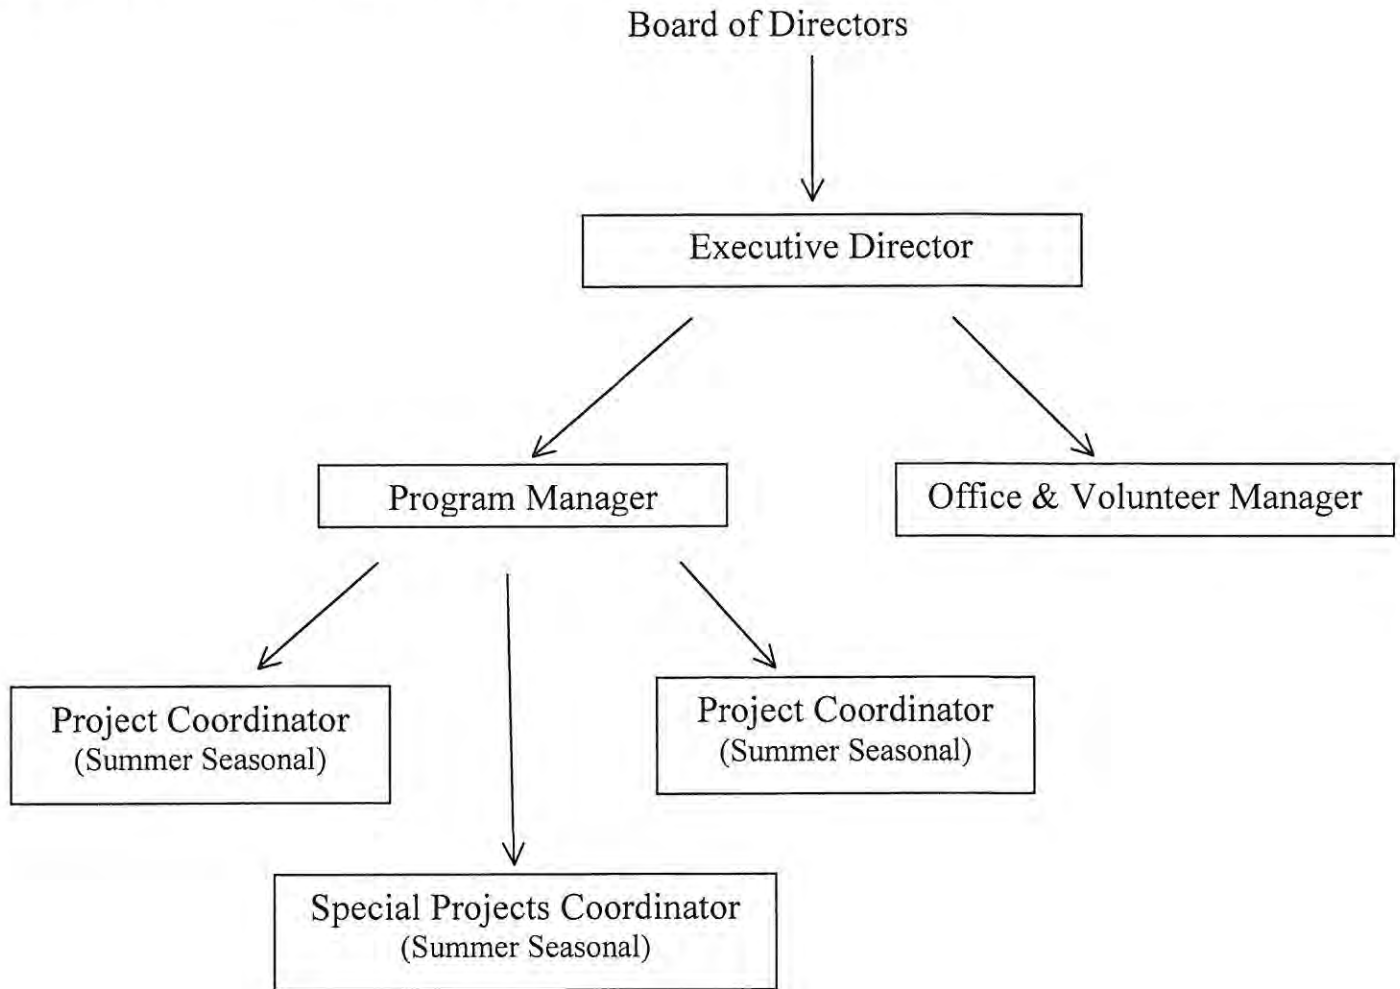 Board of Directors
Executive Director
Program Manager
Office & Volunteer Manager
Project Coordinator
(Summer Seasonal)
Project Coordinator
(Summer Seasonal)
Special Projects Coordinator
(Summer Seasonal)